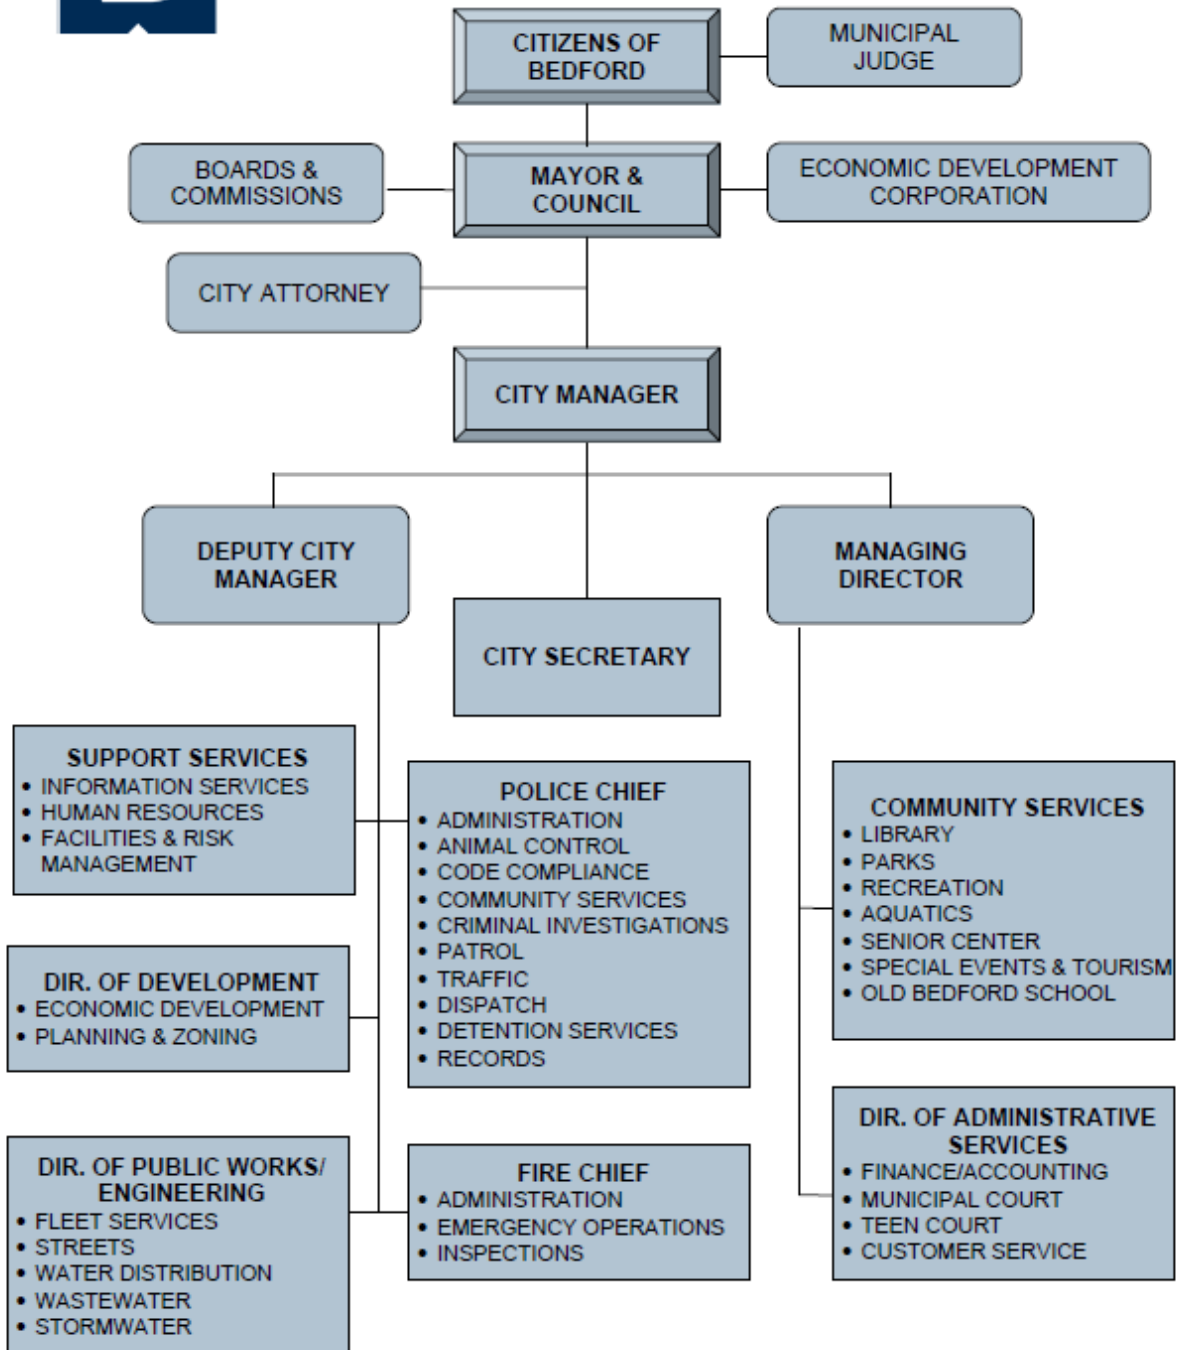 CITIZENS OF
BEDFORD
MUNICIPAL
JUDGE
BOARDS &
COMMISSIONS
MAYOR &
COUNCIL
ECONOMIC DEVELOPMENT
CORPORATION
CITY ATTORNEY
CITY MANAGER
DEPUTY CITY
MANAGER
MANAGING
DIRECTOR
CITY SECRETARY
SUPPORT SERVICES
• INFORMATION SERVICES
• HUMAN RESOURCES
• FACILITIES & RISK
MANAGEMENT
POLICE CHIEF
• ADMINISTRATION
• ANIMAL CONTROL
• CODE COMPLIANCE
• COMMUNITY SERVICES
• CRIMINAL INVESTIGATIONS
• PATROL
• TRAFFIC
• DISPATCH
• DETENTION SERVICES
• RECORDS
COMMUNITY SERVICES
• LIBRARY
• PARKS
• RECREATION
• AQUATICS
• SENIOR CENTER
• SPECIAL EVENTS & TOURISM
• OLD BEDFORD SCHOOL
DIR. OF DEVELOPMENT
• ECONOMIC DEVELOPMENT
• PLANNING & ZONING
DIR. OF PUBLIC WORKS/
ENGINEERING
• FLEET SERVICES
• STREETS
• WATER DISTRIBUTION
• WASTEWATER
• STORMWATER
FIRE CHIEF
• ADMINISTRATION
• EMERGENCY OPERATIONS
• INSPECTIONS
DIR. OF ADMINISTRATIVE
SERVICES
• FINANCE/ACCOUNTING
• MUNICIPAL COURT
• TEEN COURT
• CUSTOMER SERVICE